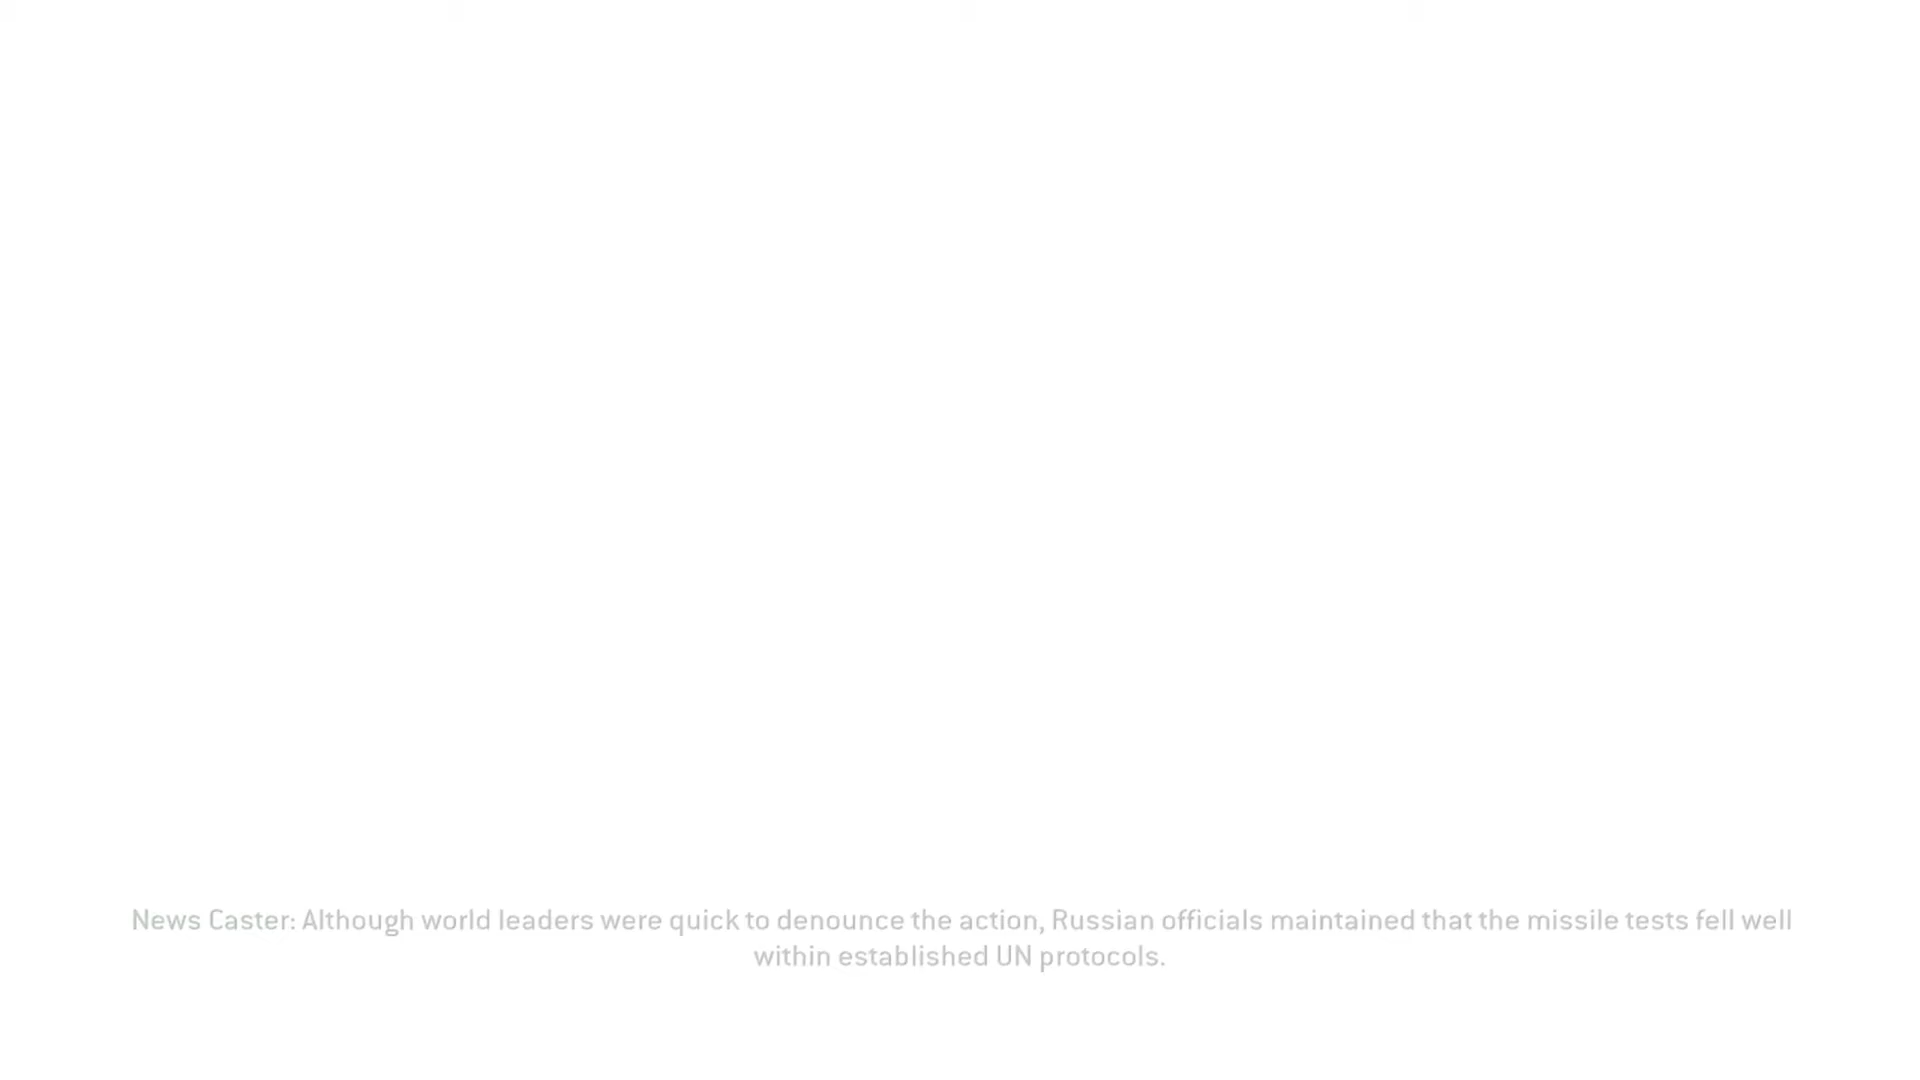 News Caster: Although world leaders were quick to denounce the action, Russian officials maintained that the missile tests fell well
within established UN protocols.